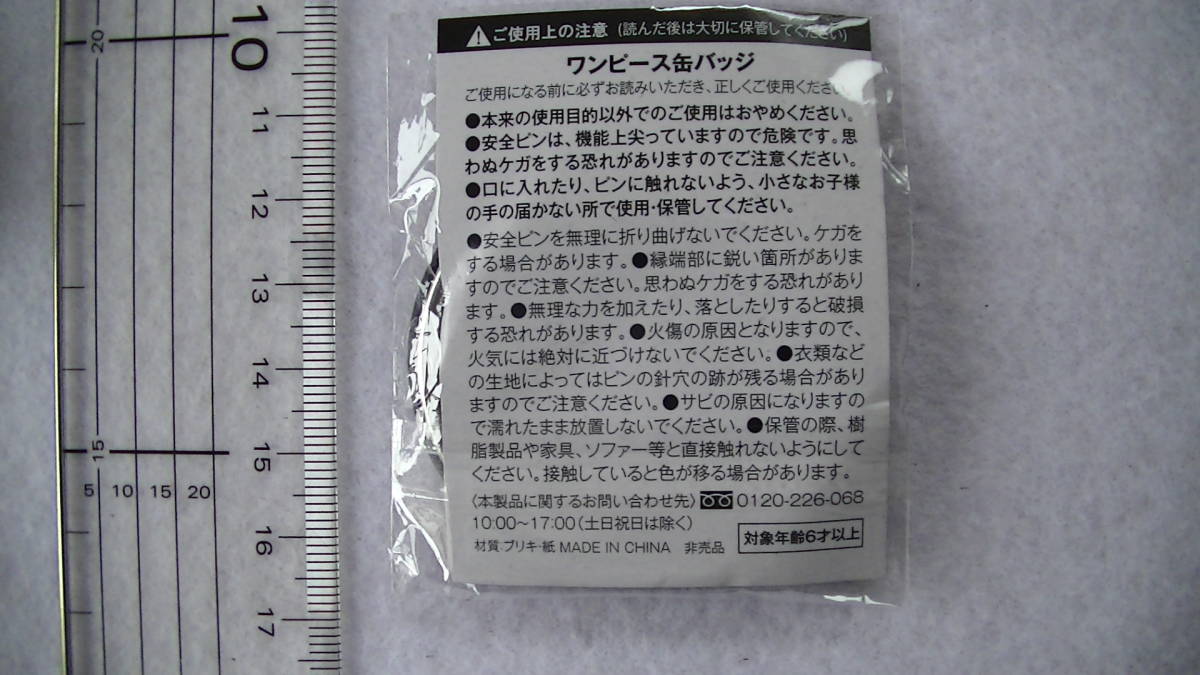 20
15
5 10 15 20
10
11
12
13
14
15
16
17
ご使用上の注意 (読んだ後は大切に保管してください)
ワンピース缶バッジ
ご使用になる前に必ずお読みいただき、正しくご使用くださ
●本来の使用目的以外でのご使用はおやめください。
●安全ピンは、機能上尖っていますので危険です。思
わぬケガをする恐れがありますのでご注意ください。
●口に入れたり、ピンに触れないよう、小さなお子様
の手の届かない所で使用・保管してください。
●安全ピンを無理に折り曲げないでください。ケガを
する場合があります。●縁端部に鋭い箇所がありま
すのでご注意ください。思わぬケガをする恐れがあり
ます。●無理な力を加えたり、落としたりすると破損
する恐れがあります。●火傷の原因となりますので、
火気には絶対に近づけないでください。●衣類など
の生地によってはピンの針穴の跡が残る場合があり
ますのでご注意ください。●サビの原因になりますの
で濡れたまま放置しないでください。●保管の際、樹
脂製品や家具、ソファー等と直接触れないようにして
ください。接触していると色が移る場合があります。
〈本製品に関するお問い合わせ先〉0120-226-068
10:00～17:00(土日祝日は除く)
材質:ブリキ・紙 MADE IN CHINA 非売品
対象年齢6才以上